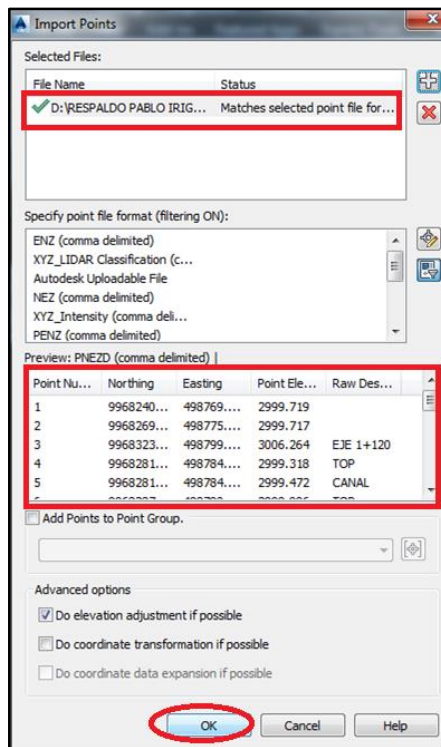 Import Points
Selected Files:
File Name Status
D:\RESPALDO PABLO IRIG... Matches selected point file for...
Specify point file format (filtering ON):
ENZ (comma delimited)
XYZ_LIDAR Classification (c...
Autodesk Uploadable File
NEZ (comma delimited)
XYZ_Intensity (comma deli...
PENZ (comma delimited)
Preview: PNEZD (comma delimited) |
Point Nu... Northing Easting Point Ele... Raw Des...
1 9968240... 498769.... 2999.719
2 9968269... 498775.... 2999.717
3 9968323... 498799.... 3006.264 EJE 1+120
4 9968281... 498784.... 2999.318 TOP
5 9968281... 498784.... 2999.472 CANAL
Add Points to Point Group.
Advanced options
Do elevation adjustment if possible
Do coordinate transformation if possible
Do coordinate data expansion if possible
OK Cancel Help